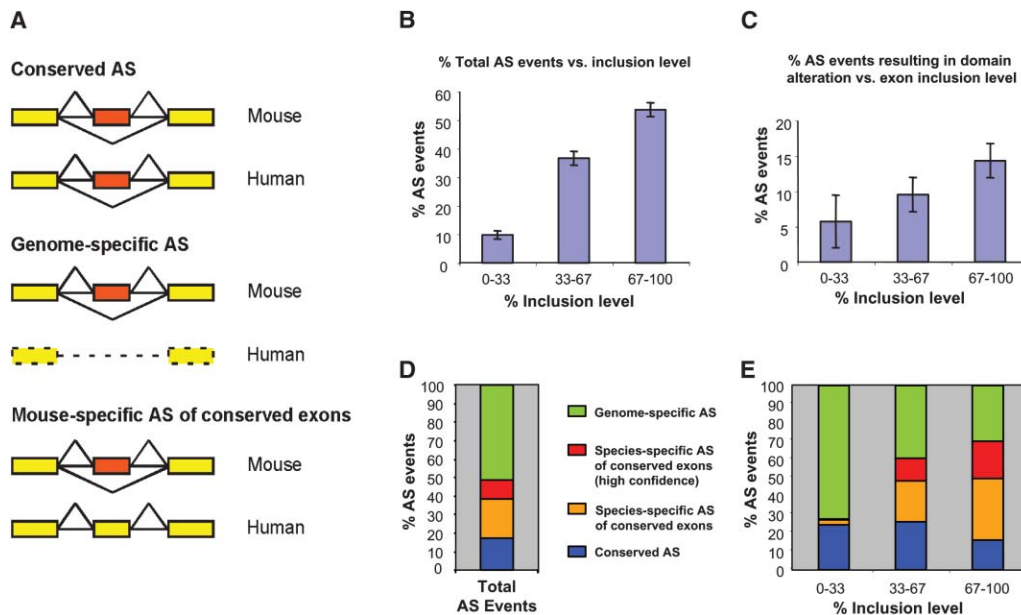 A
Conserved AS
Mouse
Human
Genome-specific AS
Mouse
Human
Mouse-specific AS of conserved exons
Mouse
Human
B
% Total AS events vs. inclusion level
% AS events
60
50
40
30
20
10
0
0-33 33-67 67-100
% Inclusion level
C
% AS events resulting in domain
alteration vs. exon inclusion level
% AS events
20
15
10
5
0
0-33 33-67 67-100
% Inclusion level
D
% AS events
100
90
80
70
60
50
40
30
20
10
0
Total
AS Events
Genome-specific AS
Species-specific AS
of conserved exons
(high confidence)
Species-specific AS
of conserved exons
Conserved AS
E
% AS events
100
90
80
70
60
50
40
30
20
10
0
0-33 33-67 67-100
% Inclusion level